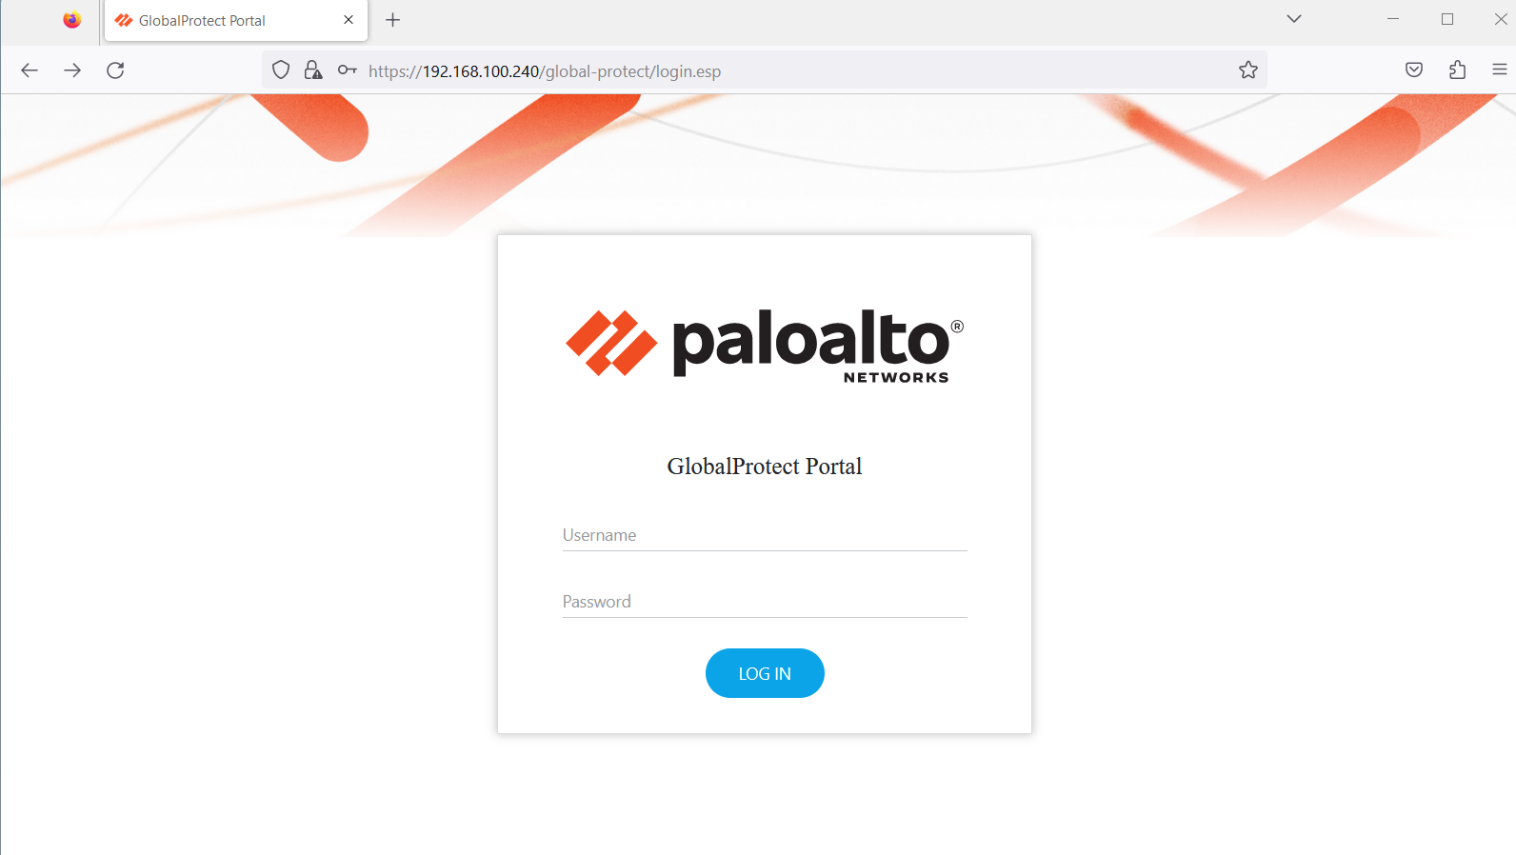 GlobalProtect Portal
https://192.168.100.240/global-protect/login.esp
paloalto®
NETWORKS
GlobalProtect Portal
Username
Password
LOG IN